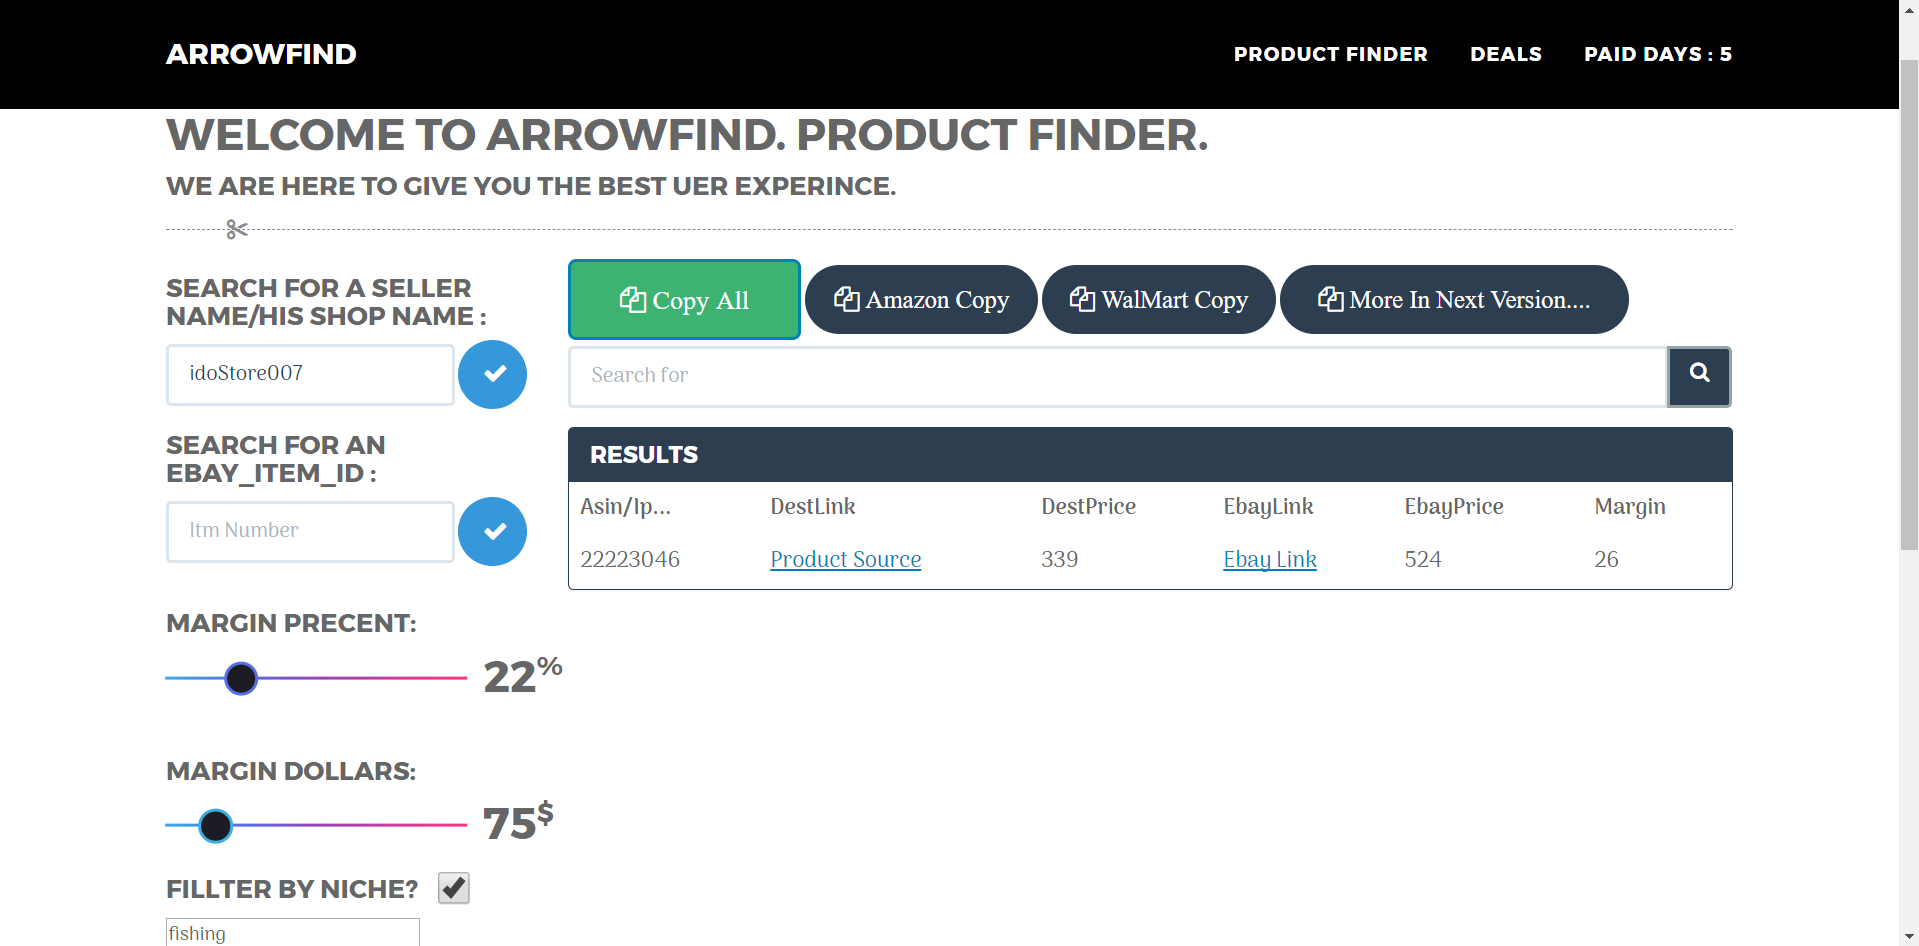 ARROWFIND
PRODUCT FINDER
DEALS
PAID DAYS : 5
WELCOME TO ARROWFIND. PRODUCT FINDER.
WE ARE HERE TO GIVE YOU THE BEST UER EXPERINCE.
SEARCH FOR A SELLER
NAME/HIS SHOP NAME :
idoStore007
SEARCH FOR AN
EBAY_ITEM_ID :
Itm Number
MARGIN PRECENT:
22%
MARGIN DOLLARS:
75$
FILLTER BY NICHE?
fishing
Copy All
Amazon Copy
WalMart Copy
More In Next Version....
Search for
RESULTS
Asin/Ip... DestLink DestPrice EbayLink EbayPrice Margin
22223046 Product Source 339 Ebay Link 524 26